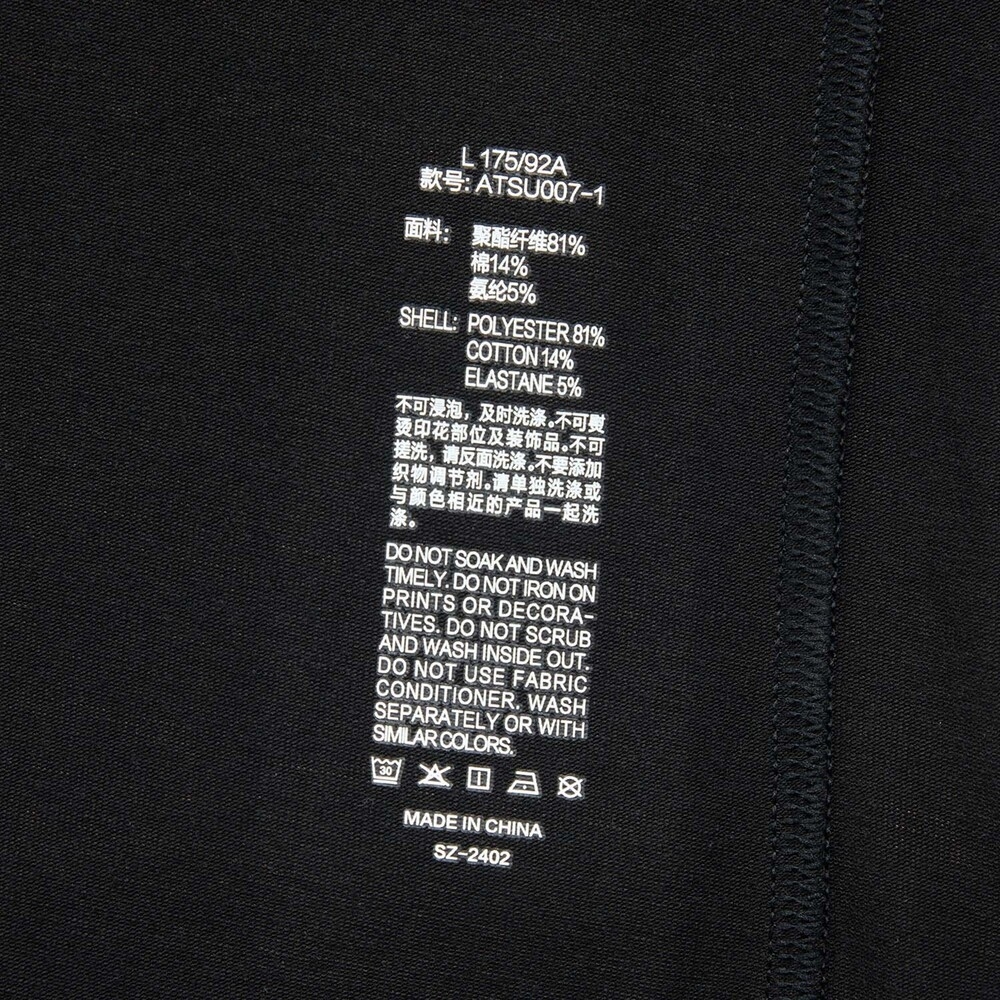 L 175/92A
款号: ATSU007-1
面料: 聚酯纤维81%
棉14%
氨纶5%
SHELL: POLYESTER 81%
COTTON 14%
ELASTANE 5%
不可浸泡，及时洗涤。不可熨
烫印花部位及装饰品。不可
搓洗，请反面洗涤。不要添加
织物调节剂。请单独洗涤或
与颜色相近的产品一起洗
涤。
DO NOT SOAK AND WASH
TIMELY. DO NOT IRON ON
PRINTS OR DECORA-
TIVES. DO NOT SCRUB
AND WASH INSIDE OUT.
DO NOT USE FABRIC
CONDITIONER. WASH
SEPARATELY OR WITH
SIMILAR COLORS.
30
MADE IN CHINA
SZ-2402